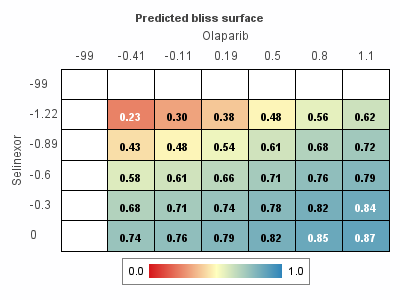 Predicted bliss surface
Olaparib
-99 -0.41 -0.11 0.19 0.5 0.8 1.1
Selinexor
-99
-1.22 0.23 0.30 0.38 0.48 0.56 0.62
-0.89 0.43 0.48 0.54 0.61 0.68 0.72
-0.6 0.58 0.61 0.66 0.71 0.76 0.79
-0.3 0.68 0.71 0.74 0.78 0.82 0.84
0 0.74 0.76 0.79 0.82 0.85 0.87
0.0 1.0